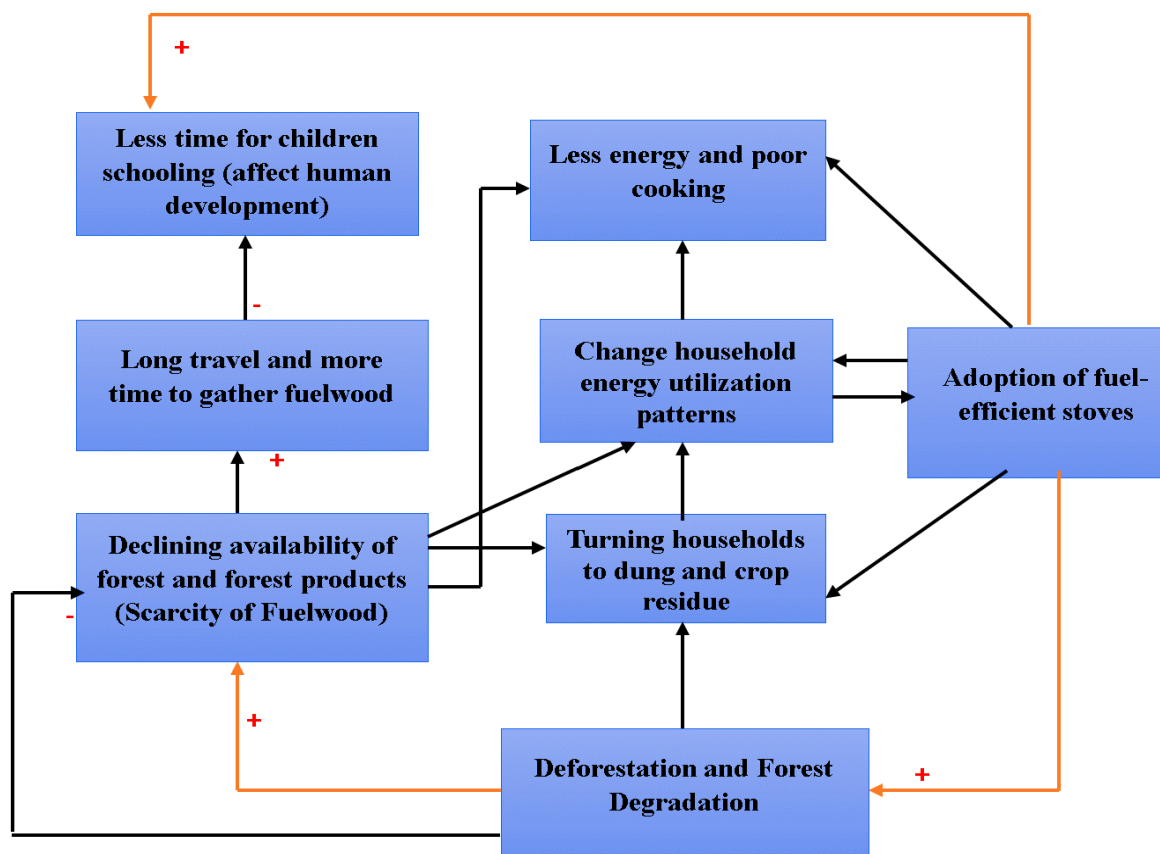 +
Less time for children
schooling (affect human
development)
Less energy and poor
cooking
-
Long travel and more
time to gather fuelwood
Change household
energy utilization
patterns
Adoption of fuel-
efficient stoves
+
Declining availability of
forest and forest products
(Scarcity of Fuelwood)
-
Turning households
to dung and crop
residue
+
Deforestation and Forest
Degradation
+